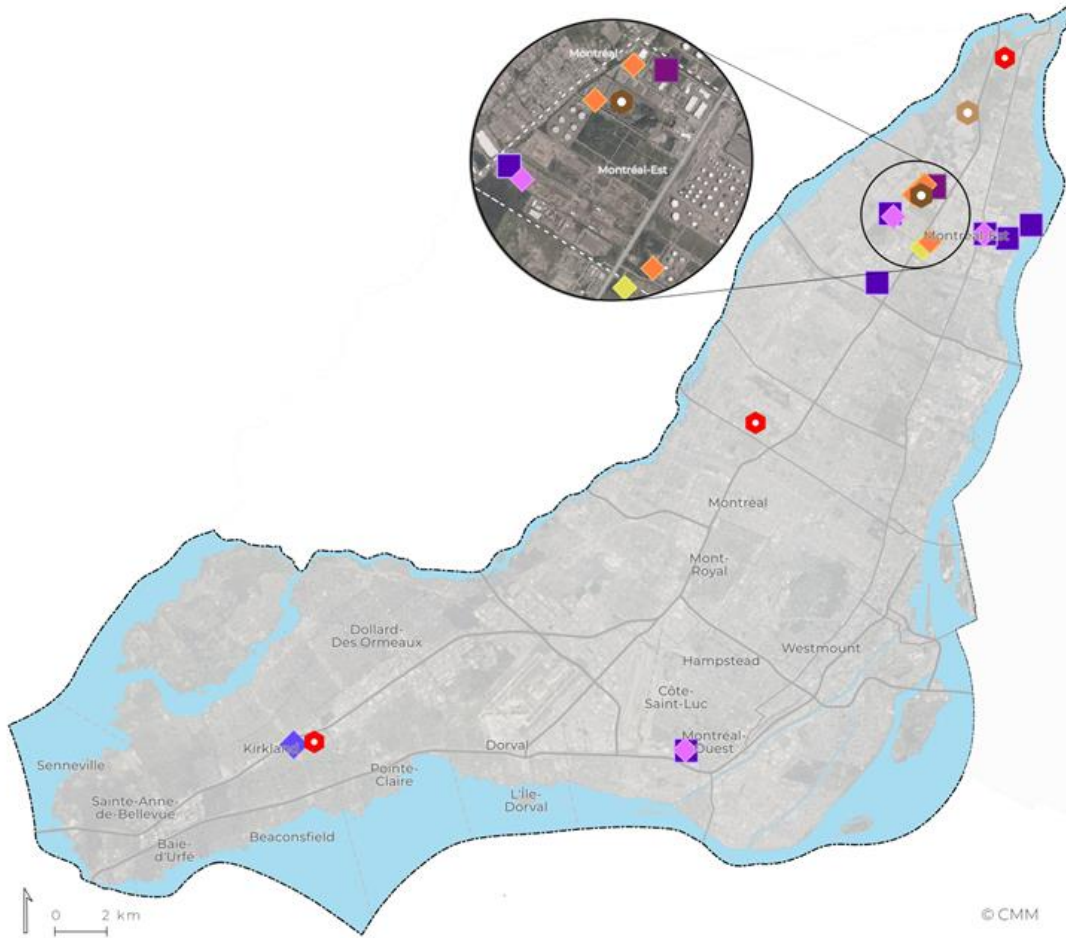 Montréal
Montréal-Est
Montréal-Est
Montréal
Mont-
Royal
Dollard-
Des Ormeaux
Westmount
Hampstead
Côte-
Saint-Luc
Montréal-
Ouest
Kirkland
Dorval
Senneville
Pointe-
Claire
L'Île-
Dorval
Sainte-Anne-
de-Bellevue
Beaconsfield
Baie-
d'Urfé
0 2 km
© CMM